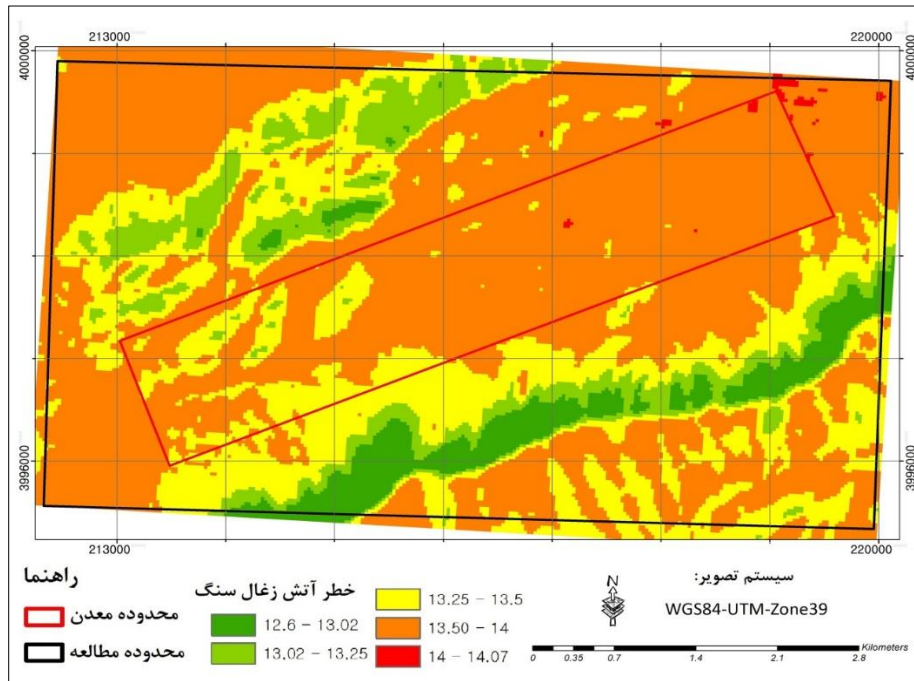 213000
220000
4000000
4000000
3996000
3996000
213000
220000
راهنما
محدوده معدن
محدوده مطالعه
خطر آتش زغال سنگ
12.6 – 13.02
13.02 – 13.25
13.25 – 13.5
13.50 – 14
14 – 14.07
سیستم تصویر:
N
WGS84-UTM-Zone39
Kilometers
0 0.35 0.7 1.4 2.1 2.8